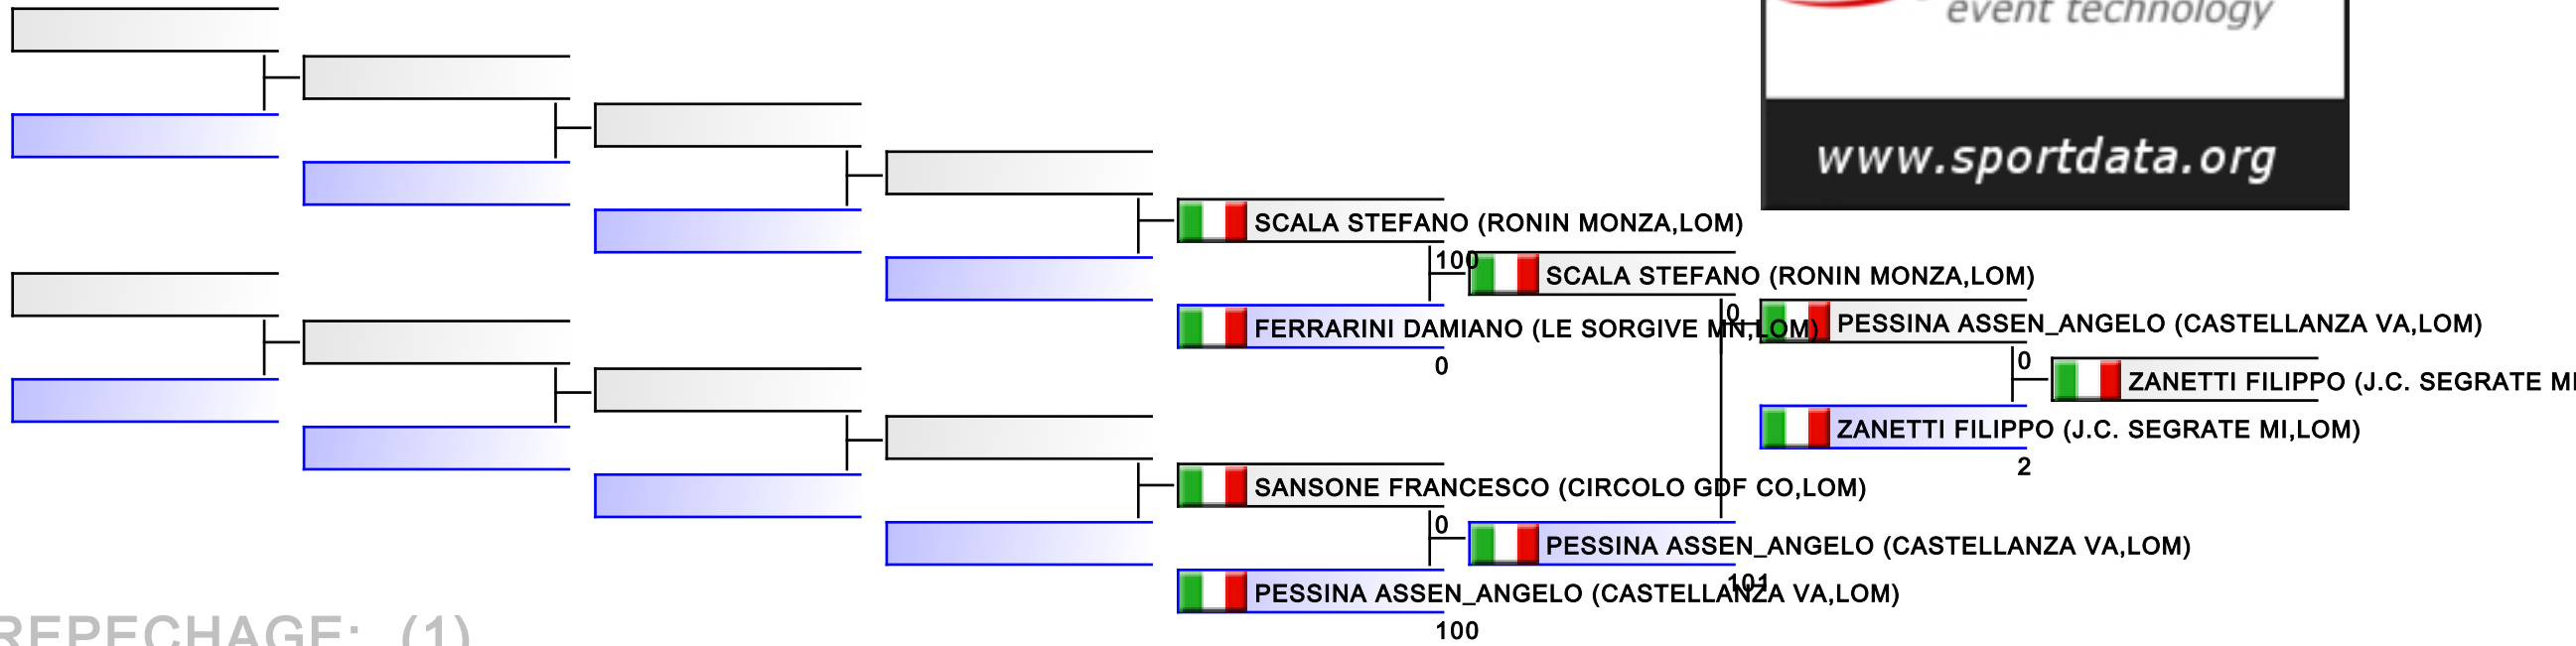 event technology
www.sportdata.org
SCALA STEFANO (RONIN MONZA,LOM)
100
SCALA STEFANO (RONIN MONZA,LOM)
0
FERRARINI DAMIANO (LE SORGIVE MN,LOM)
0
PESSINA ASSEN_ANGELO (CASTELLANZA VA,LOM)
0
ZANETTI FILIPPO (J.C. SEGRATE MI
ZANETTI FILIPPO (J.C. SEGRATE MI,LOM)
2
SANSONE FRANCESCO (CIRCOLO GDF CO,LOM)
0
PESSINA ASSEN_ANGELO (CASTELLANZA VA,LOM)
101
PESSINA ASSEN_ANGELO (CASTELLANZA VA,LOM)
100
REPECHAGE: (1)